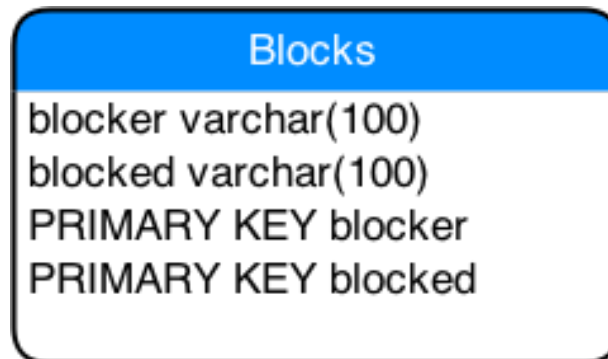 Blocks
blocker varchar(100)
blocked varchar(100)
PRIMARY KEY blocker
PRIMARY KEY blocked